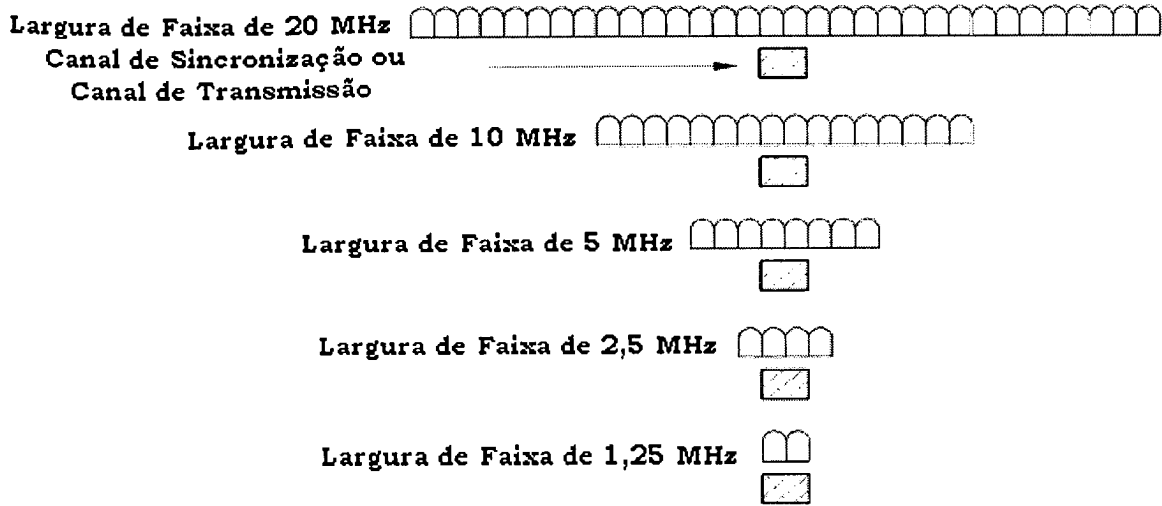 Largura de Faixa de 20 MHz
Canal de Sincronização ou
Canal de Transmissão
Largura de Faixa de 10 MHz
Largura de Faixa de 5 MHz
Largura de Faixa de 2,5 MHz
Largura de Faixa de 1,25 MHz